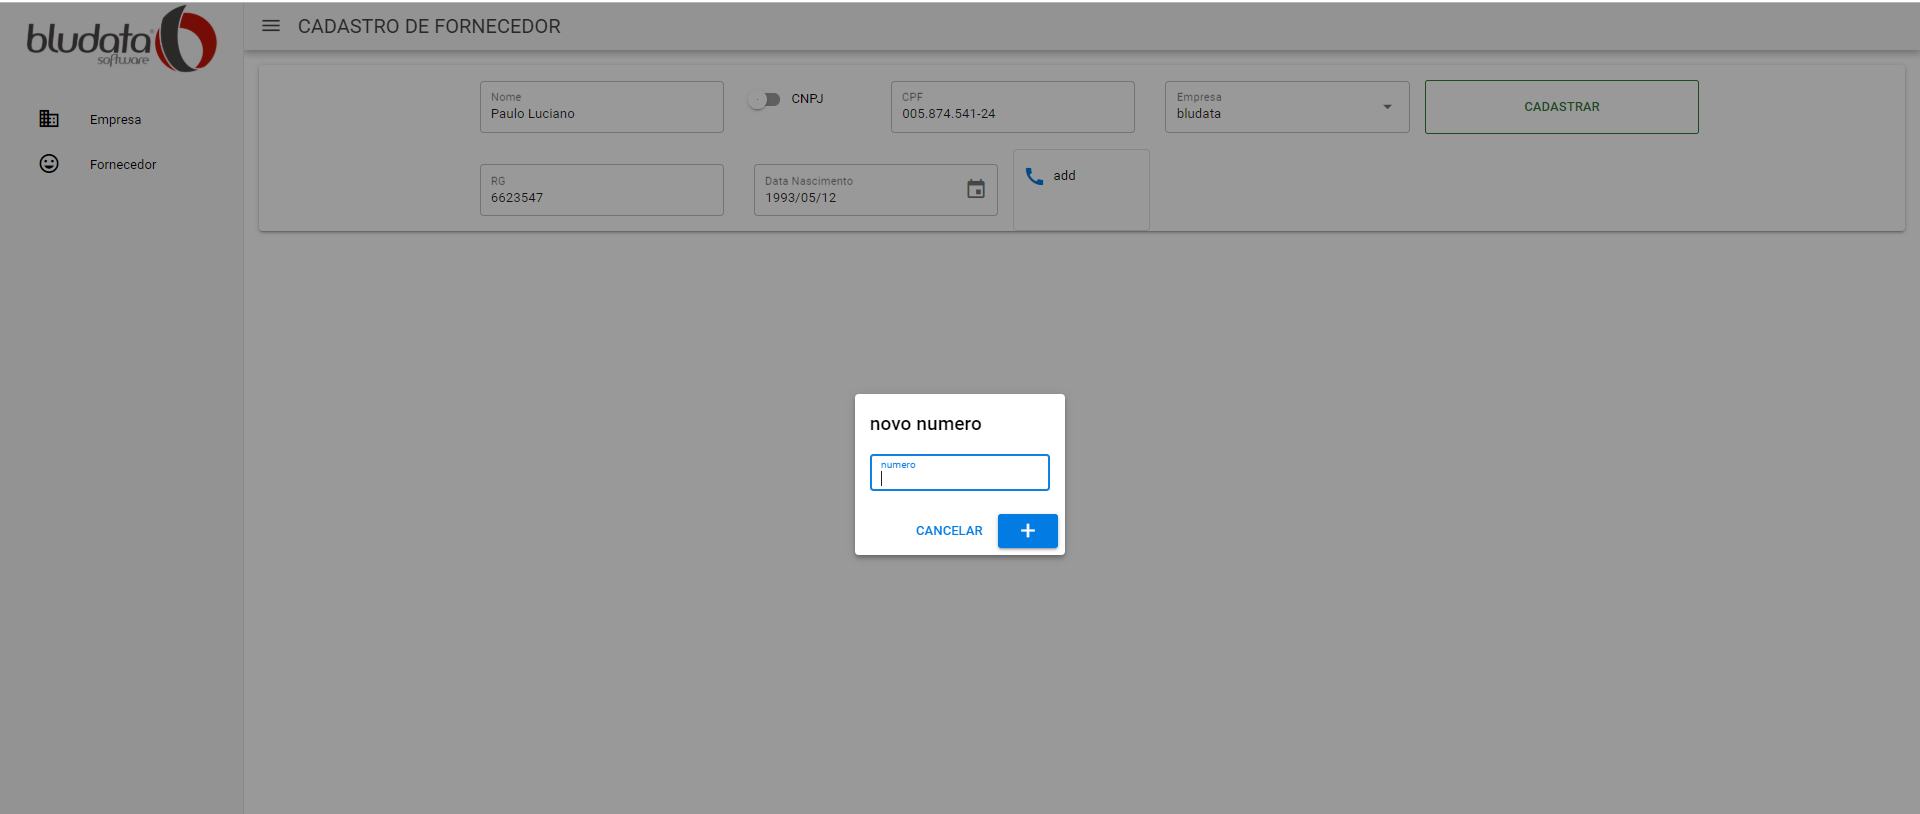 bludata
software
CADASTRO DE FORNECEDOR
Empresa
Fornecedor
Nome
Paulo Luciano
CNPJ
CPF
005.874.541-24
Empresa
bludata
CADASTRAR
RG
6623547
Data Nascimento
1993/05/12
add
novo numero
numero
CANCELAR
+